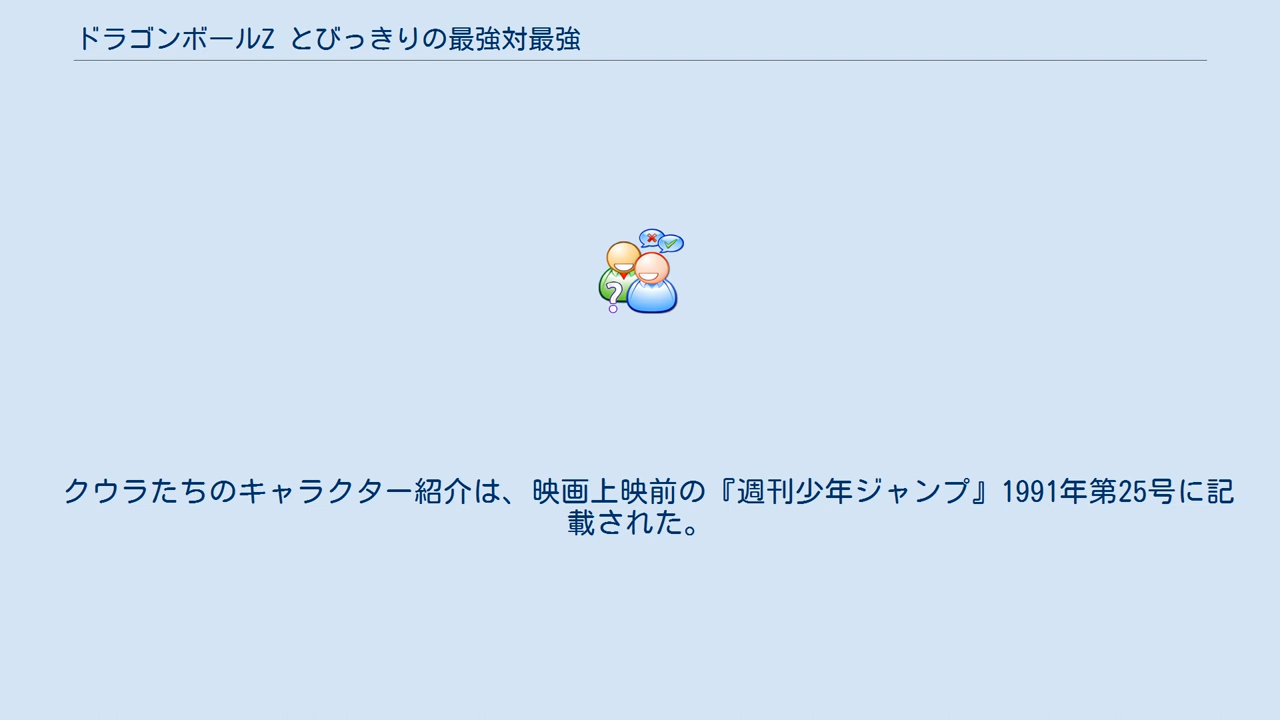 ドラゴンボールZ とびっきりの最強対最強
クウラたちのキャラクター紹介は、映画上映前の『週刊少年ジャンプ』1991年第25号に記
載された。